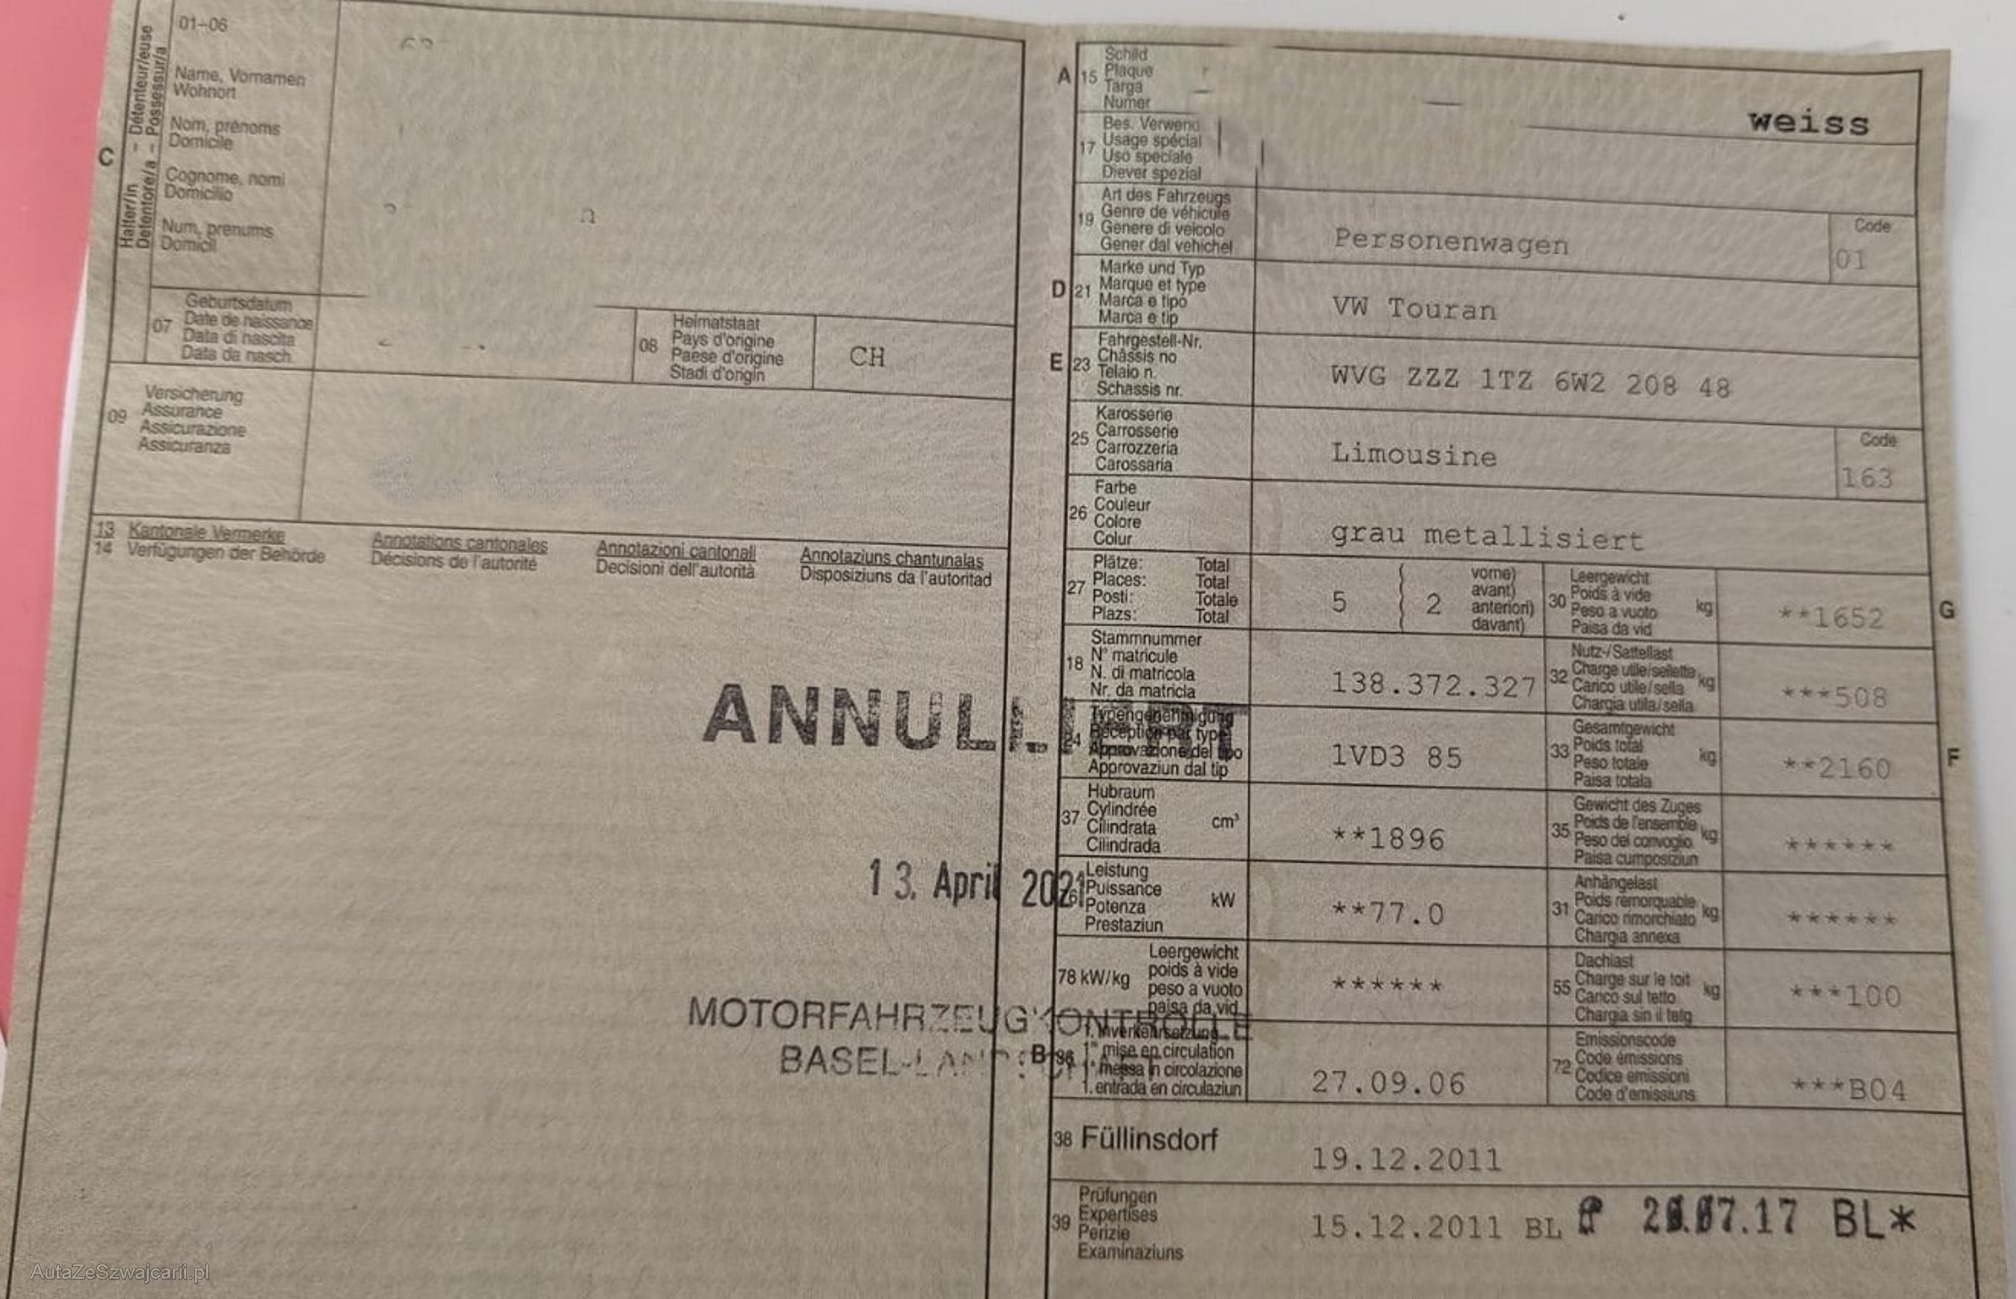 01–06
Name, Vornamen
Wohnort
Nom, prénoms
Domicile
Cognome, nomi
Domicilio
Num, prenums
Domicil
C
Halter/in – Détenteur/euse
Detentore/a – Possessur/a
07
Geburtsdatum
Date de naissance
Data di nascita
Data da nasch.
08
Heimatstaat
Pays d'origine
Paese d'origine
Stadi d'origin
CH
09
Versicherung
Assurance
Assicurazione
Assicuranza
13 Kantonale Vermerke
14 Verfügungen der Behörde
Annotations cantonales
Décisions de l'autorité
Annotazioni cantonali
Decisioni dell'autorità
Annotaziuns chantunalas
Disposiziuns da l'autoritad
13. April 2021
MOTORFAHRZEUGKONTROLLE
A 15
Schild
Plaque
Targa
Numer
weiss
17
Bes. Verwend
Usage spécial
Uso speciale
Diever spezial
19
Art des Fahrzeugs
Genre de véhicule
Genere di veicolo
Gener dal vehichel
Personenwagen
Code
01
D 21
Marke und Typ
Marque et type
Marca e tipo
Marca e tip
VW Touran
E 23
Fahrgestell-Nr.
Châssis no
Telaio n.
Schassis nr.
WVG ZZZ 1TZ 6W2 208 48
25
Karosserie
Carrosserie
Carrozzeria
Carossaria
Limousine
Code
163
26
Farbe
Couleur
Colore
Colur
grau metallisiert
27
Plätze: Total
Places: Total
Posti: Totale
Plazs: Total
5 { 2
vorne)
avant)
anteriori)
davant)
30
Leergewicht
Poids à vide
Peso a vuoto
Paisa da vid
kg
**1652
G
18
Stammnummer
N° matricule
N. di matricola
Nr. da matricla
138.372.327
32
Nutz-/Sattellast
Charge utile/sellette
Carico utile/sella
Chargia utila/sella
kg
***508
24
Typengenehmigung
Réception par type
Approvazione del tipo
Approvaziun dal tip
1VD3 85
33
Gesamtgewicht
Poids total
Peso totale
Paisa totala
kg
**2160
F
37
Hubraum
Cylindrée
Cilindrata
Cilindrada
cm³
**1896
35
Gewicht des Zuges
Poids de l'ensemble
Peso del convoglio
Paisa cumposiziun
kg
******
Leistung
Puissance
Potenza
Prestaziun
kW
**77.0
31
Anhängelast
Poids remorquable
Carico rimorchiato
Chargia annexa
kg
******
78 kW/kg
Leergewicht
poids à vide
peso a vuoto
paisa da vid
******
55
Dachlast
Charge sur le toit
Carico sul tetto
Chargia sin il tetg
kg
***100
B 36
1. Inverkehrsetzung
1re mise en circulation
1a messa in circolazione
1. entrada en circulaziun
27.09.06
72
Emissionscode
Code émissions
Codice emissioni
Code d'emissiuns
***B04
38 Füllinsdorf
19.12.2011
39
Prüfungen
Expertises
Perizie
Examinaziuns
15.12.2011 BL
.17 BL*
AutaZeSzwajcarii.pl